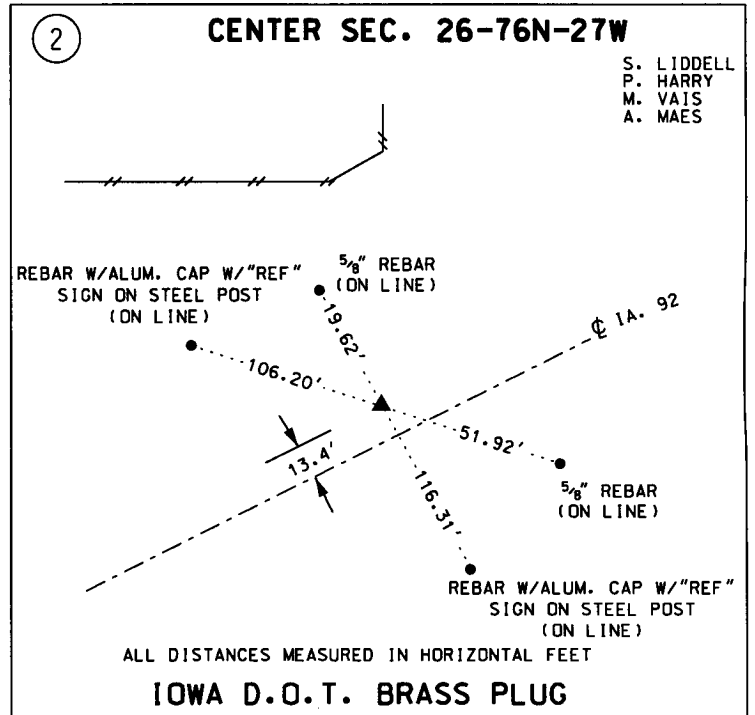 2
CENTER SEC. 26-76N-27W
S. LIDDELL
P. HARRY
M. VAIS
A. MAES
REBAR W/ALUM. CAP W/"REF"
SIGN ON STEEL POST
(ON LINE)
5/8" REBAR
(ON LINE)
19.62'
℄ IA. 92
106.20'
51.92'
13.4'
116.31'
5/8" REBAR
(ON LINE)
REBAR W/ALUM. CAP W/"REF"
SIGN ON STEEL POST
(ON LINE)
ALL DISTANCES MEASURED IN HORIZONTAL FEET
IOWA D.O.T. BRASS PLUG